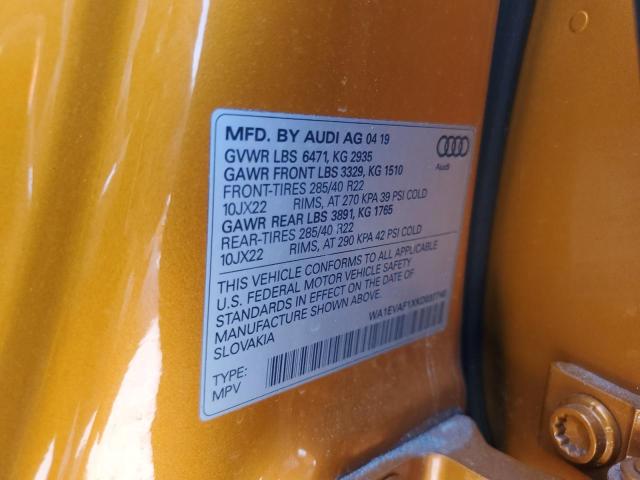 MFD. BY AUDI AG 04 19
GVWR LBS 6471, KG 2935
GAWR FRONT LBS 3329, KG 1510
FRONT-TIRES 285/40 R22
10JX22 RIMS, AT 270 KPA 39 PSI COLD
GAWR REAR LBS 3891, KG 1765
REAR-TIRES 285/40 R22
10JX22 RIMS, AT 290 KPA 42 PSI COLD
Audi
THIS VEHICLE CONFORMS TO ALL APPLICABLE
U.S. FEDERAL MOTOR VEHICLE SAFETY
STANDARDS IN EFFECT ON THE DATE OF
MANUFACTURE SHOWN ABOVE.
SLOVAKIA
TYPE:
MPV